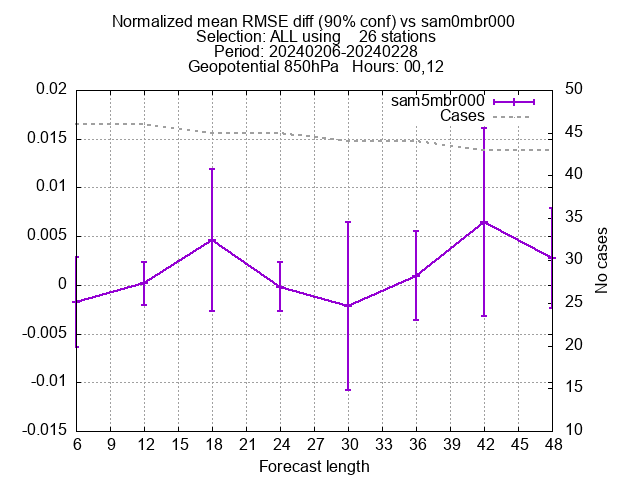 Normalized mean RMSE diff (90% conf) vs sam0mbr000
Selection: ALL using    26 stations
Period: 20240206-20240228
Geopotential 850hPa   Hours: 00,12
sam5mbr000
Cases
0.02
0.015
0.01
0.005
0
-0.005
-0.01
-0.015
50
45
40
35
30
25
20
15
10
No cases
6 9 12 15 18 21 24 27 30 33 36 39 42 45 48
Forecast length